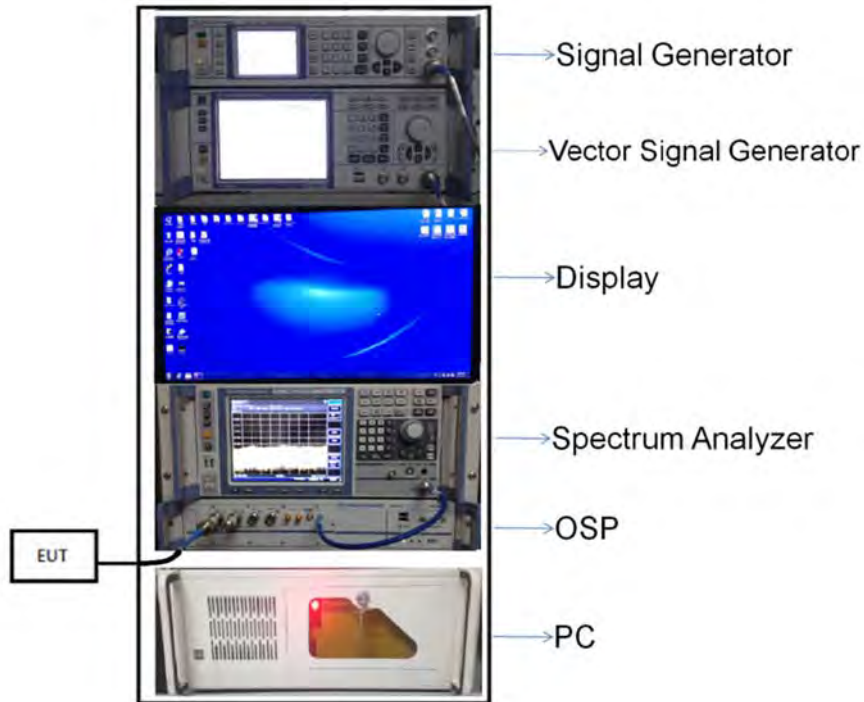 Signal Generator
Vector Signal Generator
Display
Spectrum Analyzer
OSP
EUT
PC